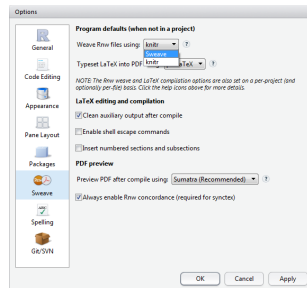 Options
R
General
Code Editing
Appearance
Pane Layout
Packages
Sweave
ABC
Spelling
Git/SVN
Program defaults (when not in a project)
Weave Rnw files using: knitr ?
Sweave
knitr
Typeset LaTeX into PDF LaTeX ?
NOTE The Rnw weave and LaTeX compilation options are also set on a per-project (and
optionally per-file) basis. Click the help icons above for more details.
LaTeX editing and compilation
Clean auxiliary output after compile
Enable shell escape commands
Insert numbered sections and subsections
PDF preview
Preview PDF after compile using: Sumatra (Recommended) ?
Always enable Rnw concordance (required for synctex)
OK Cancel Apply